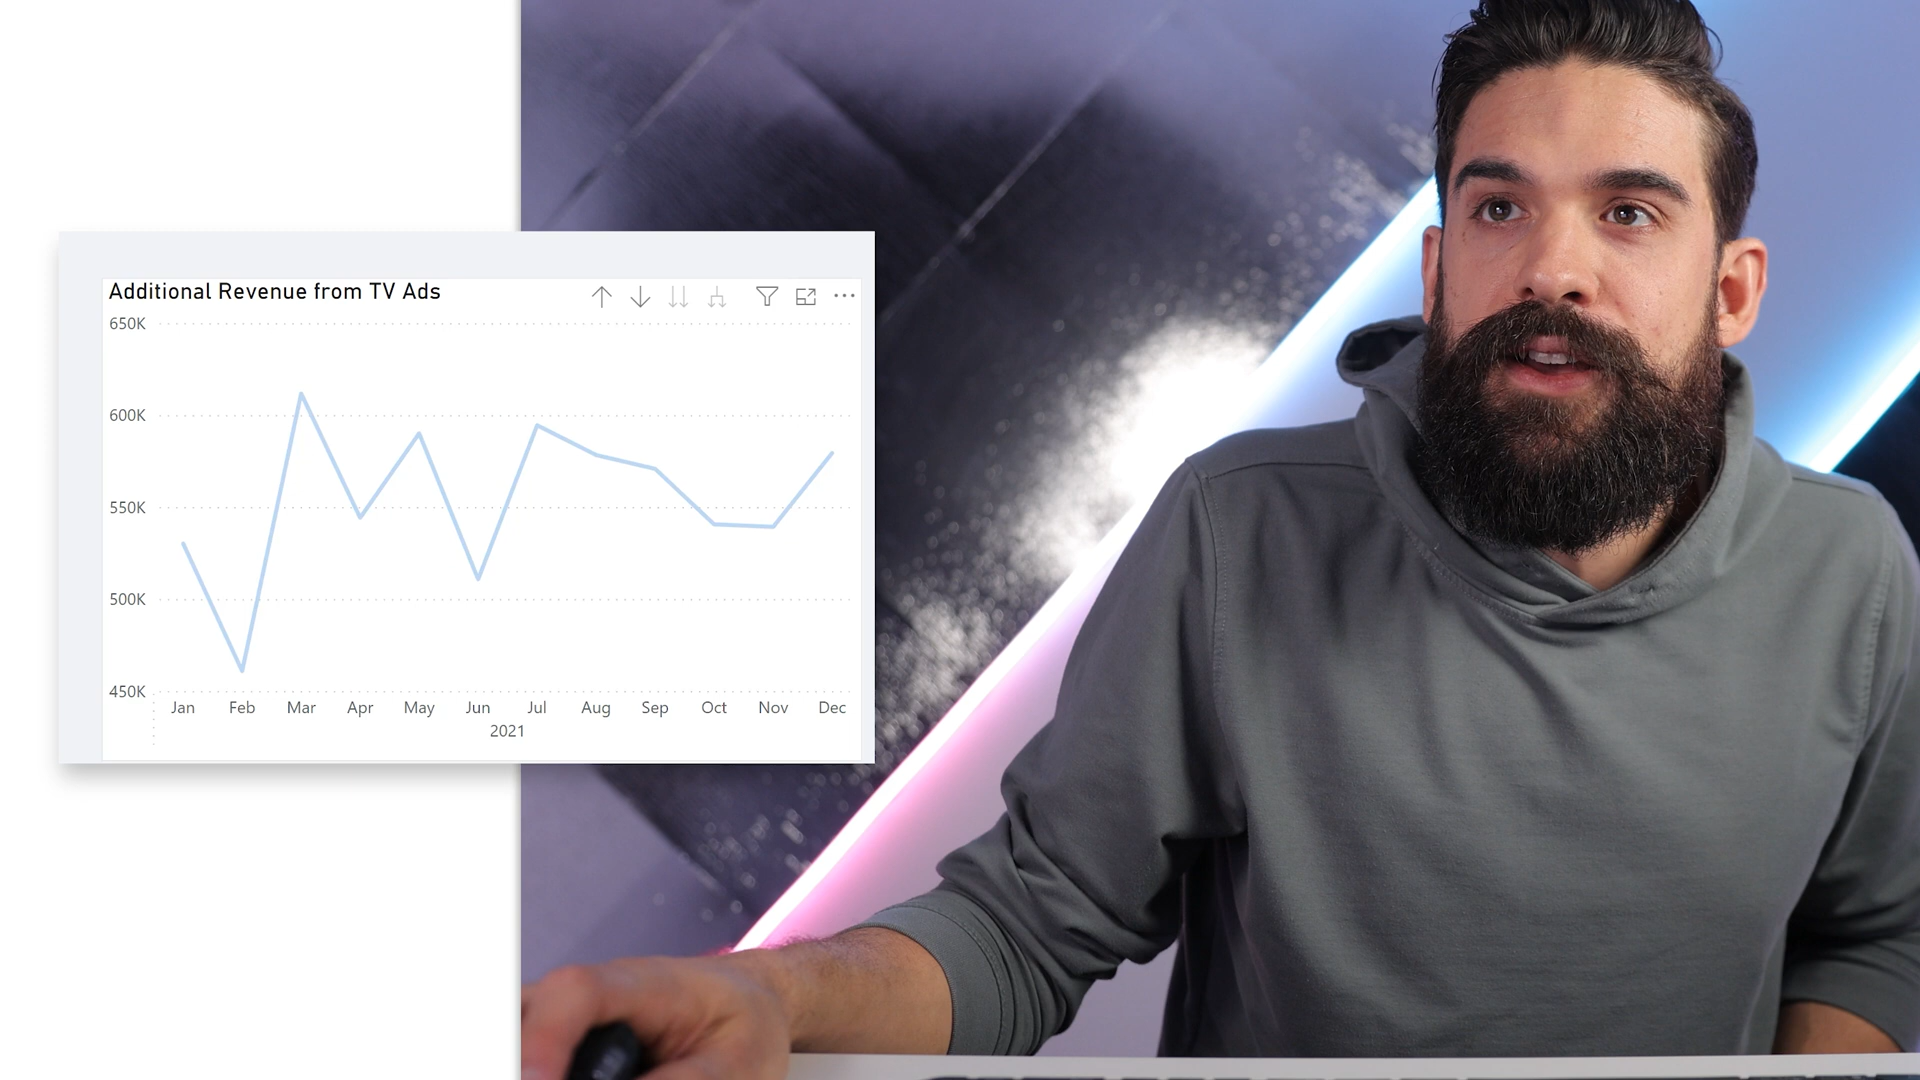 Additional Revenue from TV Ads
650K
600K
550K
500K
450K
Jan Feb Mar Apr May Jun Jul Aug Sep Oct Nov Dec
2021